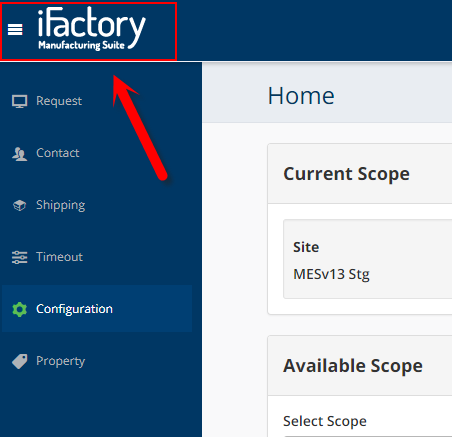 iFactory
Manufacturing Suite
Request
Contact
Shipping
Timeout
Configuration
Property
Home
Current Scope
Site
MESv13 Stg
Available Scope
Select Scope